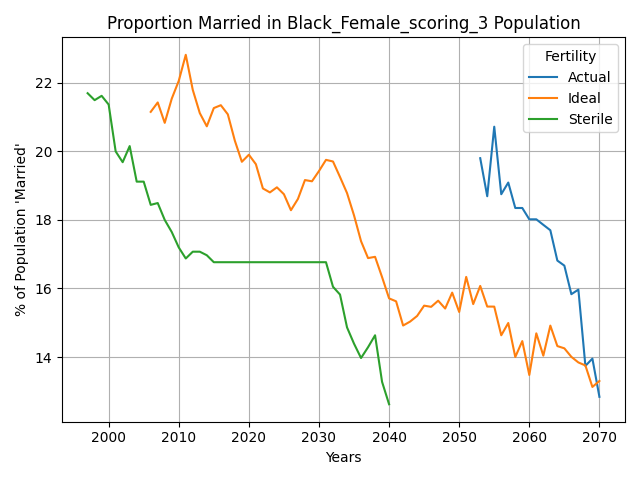 Proportion Married in Black_Female_scoring_3 Population
Fertility
Actual
Ideal
Sterile
% of Population 'Married'
22
20
18
16
14
2000 2010 2020 2030 2040 2050 2060 2070
Years